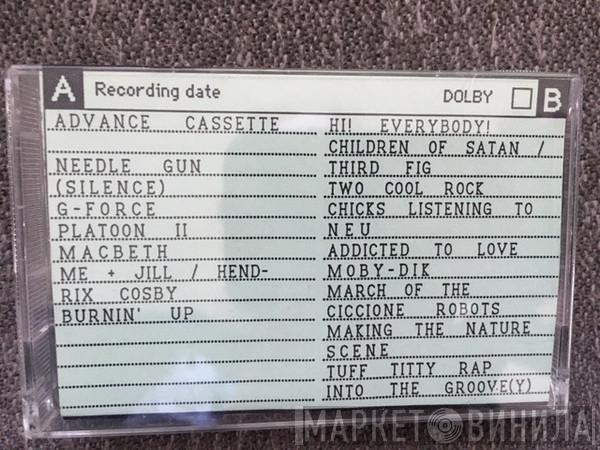 A Recording date DOLBY B
ADVANCE CASSETTE
NEEDLE GUN
(SILENCE)
G-FORCE
PLATOON II
MACBETH
ME + JILL / HEND-
RIX COSBY
BURNIN' UP
HI! EVERYBODY!
CHILDREN OF SATAN /
THIRD FIG
TWO COOL ROCK
CHICKS LISTENING TO
NEU
ADDICTED TO LOVE
MOBY-DIK
MARCH OF THE
CICCIONE ROBOTS
MAKING THE NATURE
SCENE
TUFF TITTY RAP
INTO THE GROOVE(Y)
МАРКЕТ ВИНИЛА